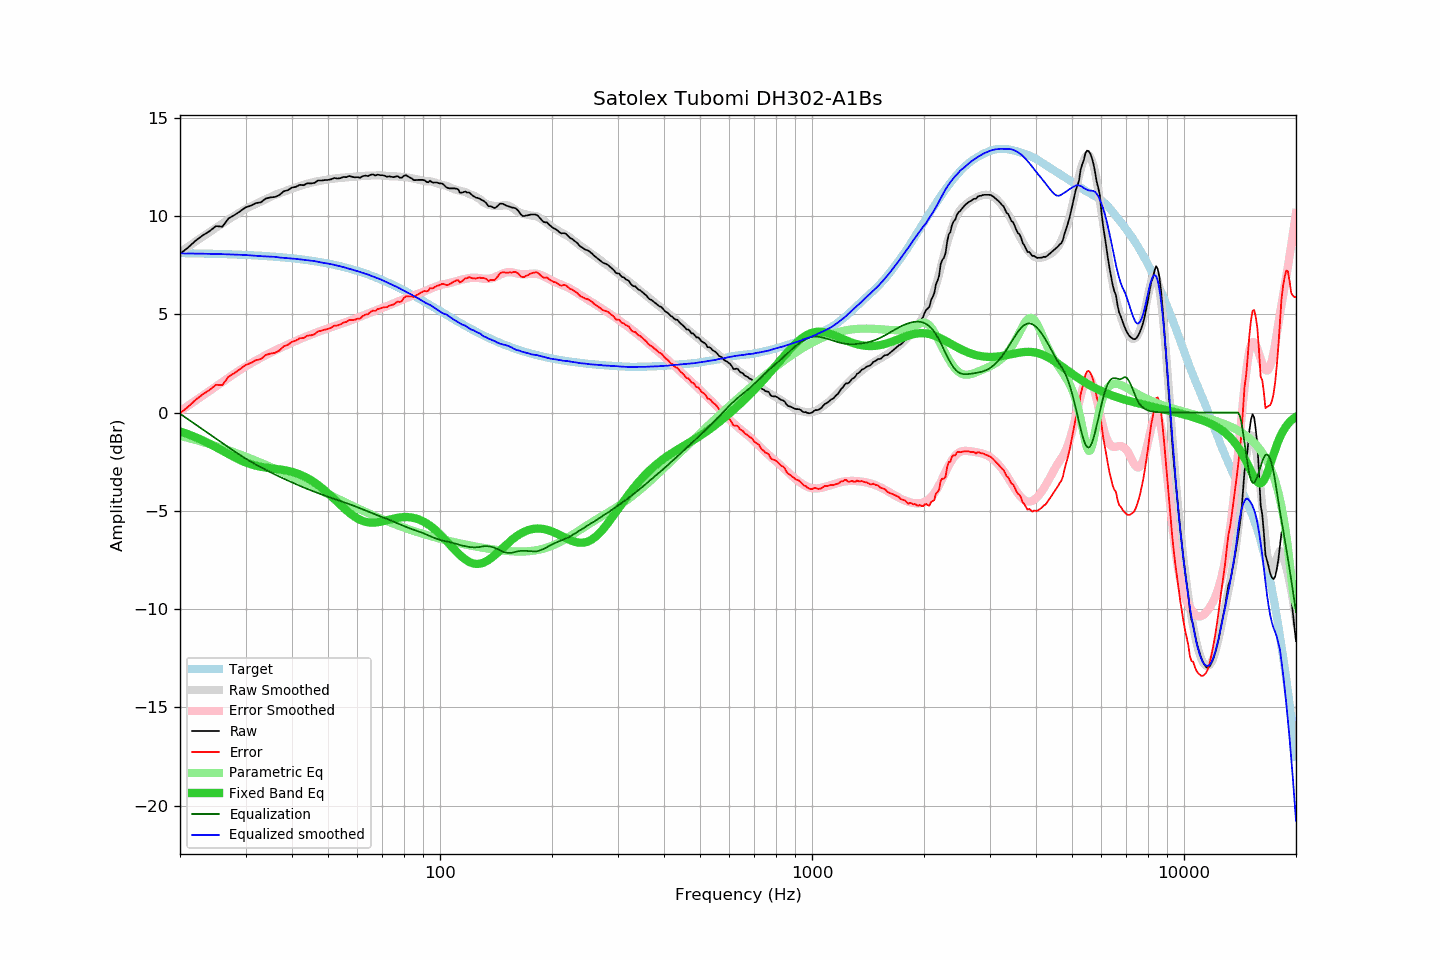 Satolex Tubomi DH302-A1Bs
15
10
5
0
−5
−10
−15
−20
Amplitude (dBr)
Target
Raw Smoothed
Error Smoothed
Raw
Error
Parametric Eq
Fixed Band Eq
Equalization
Equalized smoothed
100 1000 10000
Frequency (Hz)